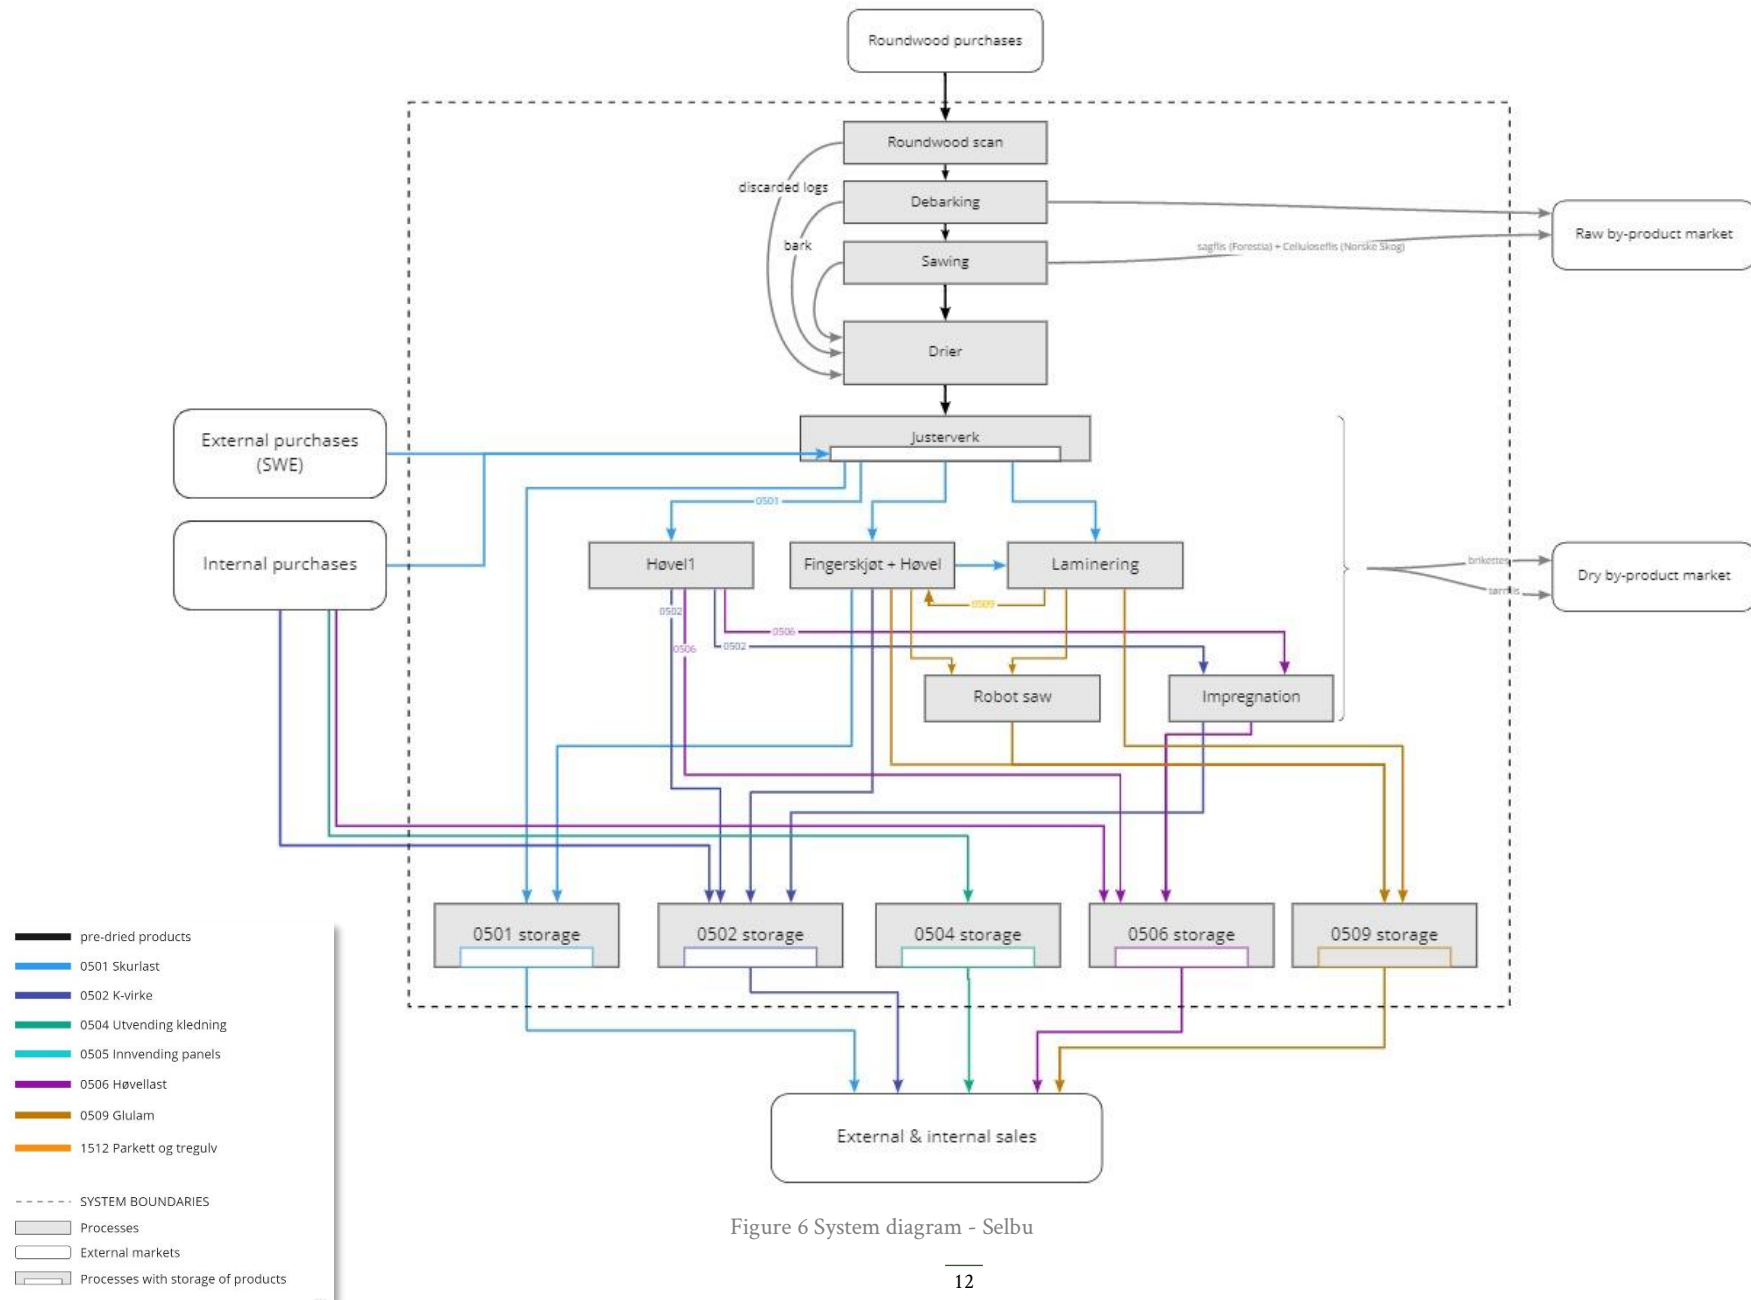 Roundwood purchases
Roundwood scan
discarded logs
Debarking
bark
Sawing
sagflis (Forestia) + Celluloseflis (Norske Skog)
Raw by-product market
Drier
Justerverk
External purchases
(SWE)
0501
Internal purchases
Høvel1
Fingerskjøt + Høvel
Laminering
brikettes
tørrflis
Dry by-product market
0502
0509
0506
0502
0506
Robot saw
Impregnation
0501 storage
0502 storage
0504 storage
0506 storage
0509 storage
External & internal sales
pre-dried products
0501 Skurlast
0502 K-virke
0504 Utvending kledning
0505 Innvending panels
0506 Høvellast
0509 Glulam
1512 Parkett og tregulv
SYSTEM BOUNDARIES
Processes
External markets
Processes with storage of products
Figure 6 System diagram - Selbu
12